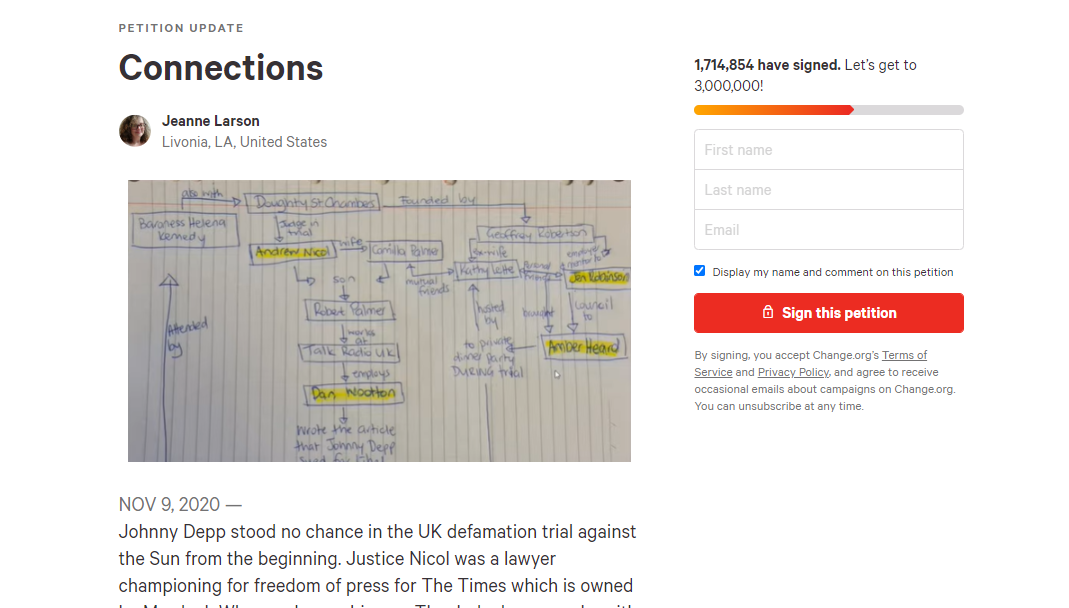 PETITION UPDATE
Connections
Jeanne Larson
Livonia, LA, United States
also with
Doughty St Chambers
Founded by
Baroness Helena
Kennedy
Judge in
trial
Geoffrey Robertson
Andrew Nicol
wife
Camilla Palmer
ex-wife
employer
mentor to
Kathy Lette
friends
Jen Robinson
mutual
friends
son
Robert Palmer
hosted
by
bought
council
to
Attended
by
works
at
Talk Radio UK
to private
dinner party
DURING trial
Amber Heard
employs
Dan Wootton
wrote the article
that Johnny Depp
sued for libel
NOV 9, 2020 —
Johnny Depp stood no chance in the UK defamation trial against
the Sun from the beginning. Justice Nicol was a lawyer
championing for freedom of press for The Times which is owned
1,714,854 have signed. Let's get to
3,000,000!
First name
Last name
Email
Display my name and comment on this petition
Sign this petition
By signing, you accept Change.org's Terms of
Service and Privacy Policy, and agree to receive
occasional emails about campaigns on Change.org.
You can unsubscribe at any time.